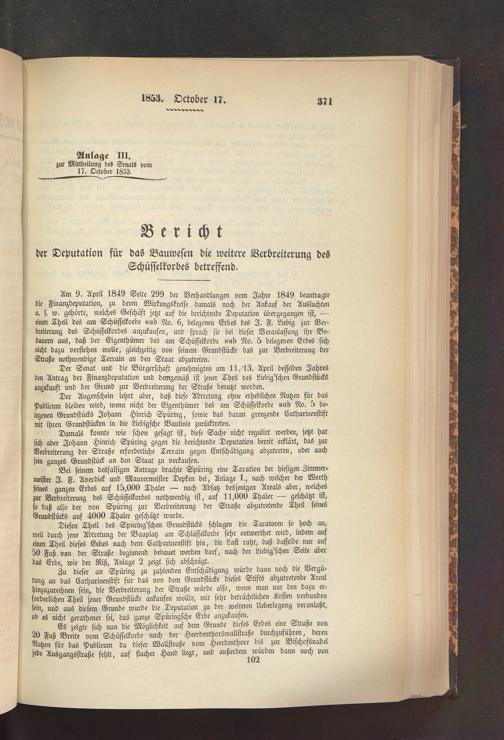 1853. October 17.
371
Anlage III.
zur Mittheilung des Senats vom
17. October 1853.
Bericht
der Deputation für das Bauwesen die weitere Verbreiterung des
Schüsselkorbes betreffend.
Am 9. April 1849 Seite 299 der Verhandlungen vom Jahre 1849 beantragte
die Finanzdeputation, zu deren Wirkungskreise damals noch der Ankauf der Ausluchten
u. s. w. gehörte, welches Geschäft jetzt auf die berichtende Deputation übergegangen ist, —
einen Theil des am Schüsselkorbe sub No. 6, belegenen Erbes des J. F. Liebig zur Ver-
breiterung des Schüsselkorbes anzukaufen, und sprach sie bei dieser Veranlassung ihr Be-
dauern aus, daß der Eigenthümer des am Schüsselkorbe sub No. 5 belegenen Erbes sich
nicht dazu verstehen wolle, gleichzeitig von seinem Grundstücke das zur Verbreiterung der
Straße nothwendige Terrain an den Staat abzutreten.
Der Senat und die Bürgerschaft genehmigten am 11./13. April desselben Jahres
den Antrag der Finanzdeputation und demgemäß ist jener Theil des Liebig'schen Grundstücks
angekauft und der Grund zur Verbreiterung der Straße benutzt worden.
Der Augenschein lehrt aber, daß diese Abtretung ohne erheblichen Nutzen für das
Publicum bleiben wird, wenn nicht der Eigenthümer des am Schüsselkorbe sub No. 5 be-
legenen Grundstücks Johann Hinrich Spüring, sowie das daran grenzende Catharinenstift
mit ihren Grundstücken in die Liebigsche Baulinie zurücktreten.
Damals konnte wie schon gesagt ist, diese Sache nicht regulirt werden, jetzt hat
sich aber Johann Hinrich Spüring gegen die berichtende Deputation bereit erklärt, das zur
Verbreiterung der Straße erforderliche Terrain gegen Entschädigung abzutreten, oder auch
sein ganzes Grundstück an den Staat zu verkaufen.
Bei seinem desfallsigen Antrage brachte Spüring eine Taxation der hiesigen Zimmer-
meister J. F. Awerdick und Mauermeister Depken bei, Anlage 1., nach welcher der Werth
seines ganzen Erbes auf 15,000 Thaler — nach Absatz desjenigen Areals aber, welches
zur Verbreiterung des Schüsselkorbes nothwendig ist, auf 11,000 Thaler — geschätzt ist,
so daß also der von Spüring zur Verbreiterung der Straße abzutretende Theil seines
Grundstücks auf 4000 Thaler geschätzt wurde.
Diesen Theil des Spüring'schen Grundstücks schlugen die Taxatoren so hoch an,
weil durch jene Abtretung der Bauplatz am Schüsselkorbe sehr entwerthet wird, indem auf
einen Theil dieses Erbes nach dem Catharinenstift hin, die Last ruht, daß dasselbe nur auf
50 Fuß von der Straße beginnend bebauet werden darf, nach der Liebig'schen Seite aber
das Erbe, wie der Riß, Anlage 2 zeigt sich abschrägt.
Zu dieser an Spüring zu zahlenden Entschädigung würde dann noch die Vergü-
tung an das Catharinenstift für das von dem Grundstücke dieses Stifts abzutretende Areal
hinzuzurechnen sein, die Verbreiterung der Straße würde also, wenn man nur den dazu er-
forderlichen Theil jener Grundstücke ankaufen wollte, mit sehr beträchtlichen Kosten verbunden
sein, und aus diesem Grunde wurde die Deputation zu der weiteren Ueberlegung veranlaßt,
ob es nicht gerathener sei, das ganze Spüringsche Erbe anzukaufen.
Es zeigte sich nun die Möglichkeit auf dem Grunde dieses Erbes eine Straße von
20 Fuß Breite vom Schüsselkorbe nach der Heerdenthorswallstraße durchzuführen, deren
Nutzen für das Publicum da dieser Wallstraße vom Heerdenthore bis zur Bischofsnadel
jede Ausgangsstraße fehlt, auf flacher Hand liegt, und außerdem würden dann noch von
102